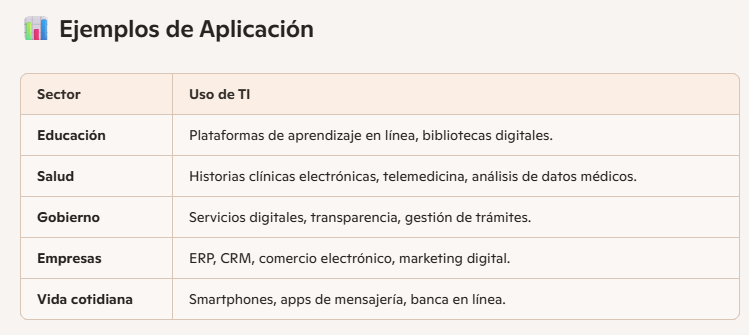 Ejemplos de Aplicación
Sector Uso de TI
Educación Plataformas de aprendizaje en línea, bibliotecas digitales.
Salud Historias clínicas electrónicas, telemedicina, análisis de datos médicos.
Gobierno Servicios digitales, transparencia, gestión de trámites.
Empresas ERP, CRM, comercio electrónico, marketing digital.
Vida cotidiana Smartphones, apps de mensajería, banca en línea.